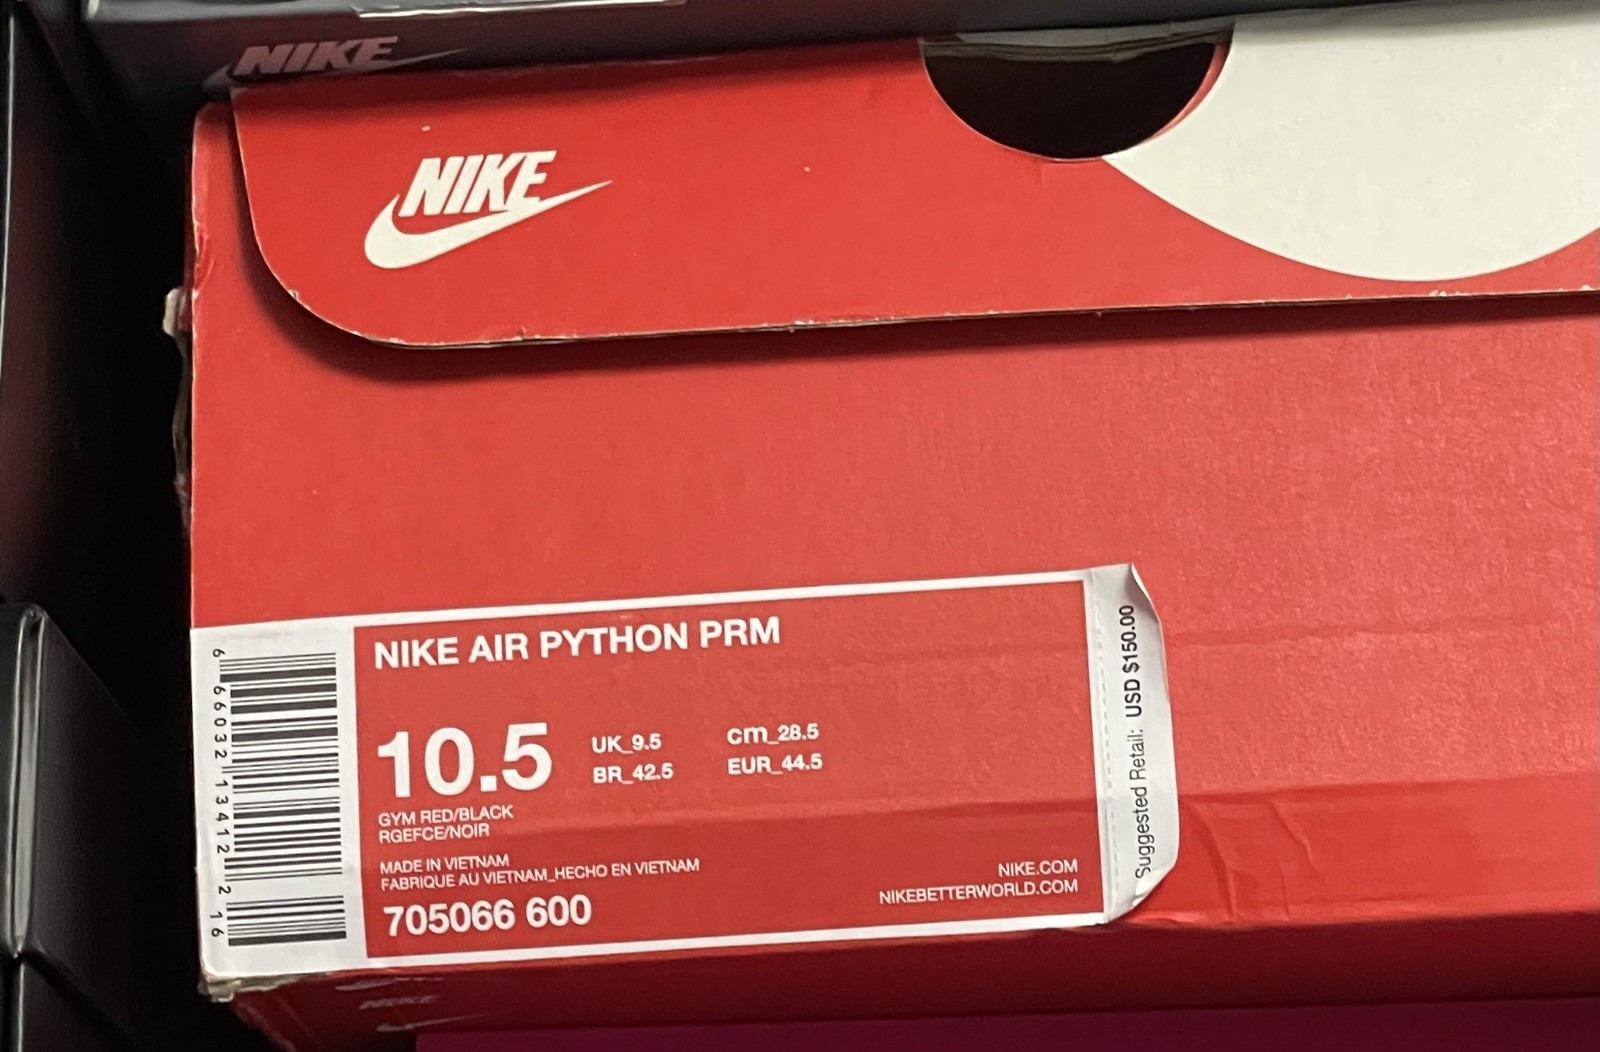 NIKE
NIKE
NIKE AIR PYTHON PRM
10.5
UK_9.5
cm_28.5
BR_42.5
EUR_44.5
GYM RED/BLACK
RGEFCE/NOIR
MADE IN VIETNAM
FABRIQUE AU VIETNAM_HECHO EN VIETNAM
705066 600
NIKE.COM
NIKEBETTERWORLD.COM
Suggested Retail: USD $150.00
6 66032 13412 2 16
NIKE